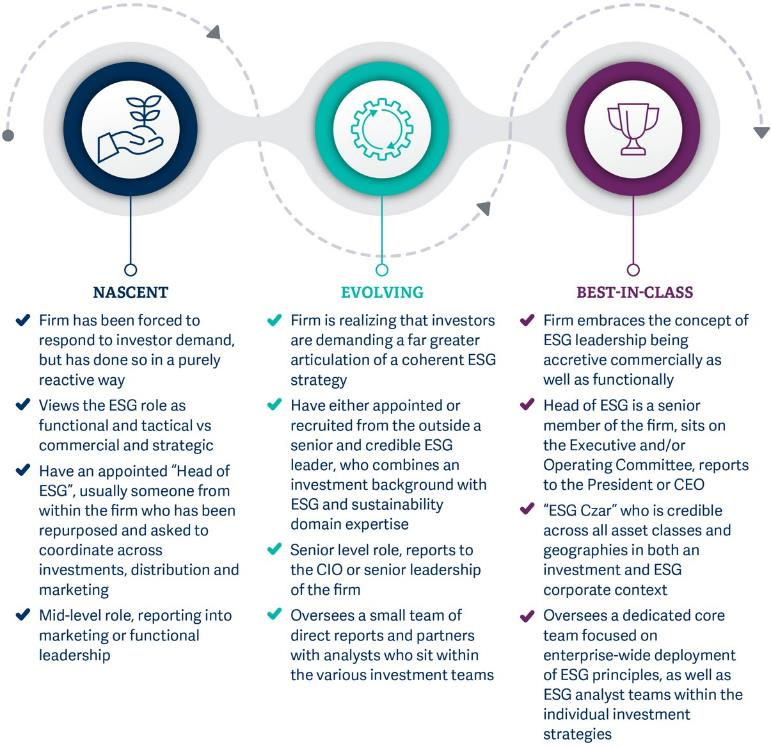 NASCENT
Firm has been forced to
respond to investor demand,
but has done so in a purely
reactive way
Views the ESG role as
functional and tactical vs
commercial and strategic
Have an appointed “Head of
ESG”, usually someone from
within the firm who has been
repurposed and asked to
coordinate across
investments, distribution and
marketing
Mid-level role, reporting into
marketing or functional
leadership
EVOLVING
Firm is realizing that investors
are demanding a far greater
articulation of a coherent ESG
strategy
Have either appointed or
recruited from the outside a
senior and credible ESG
leader, who combines an
investment background with
ESG and sustainability
domain expertise
Senior level role, reports to
the CIO or senior leadership
of the firm
Oversees a small team of
direct reports and partners
with analysts who sit within
the various investment teams
BEST-IN-CLASS
Firm embraces the concept of
ESG leadership being
accretive commercially as
well as functionally
Head of ESG is a senior
member of the firm, sits on
the Executive and/or
Operating Committee, reports
to the President or CEO
“ESG Czar” who is credible
across all asset classes and
geographies in both an
investment and ESG
corporate context
Oversees a dedicated core
team focused on
enterprise-wide deployment
of ESG principles, as well as
ESG analyst teams within the
individual investment
strategies